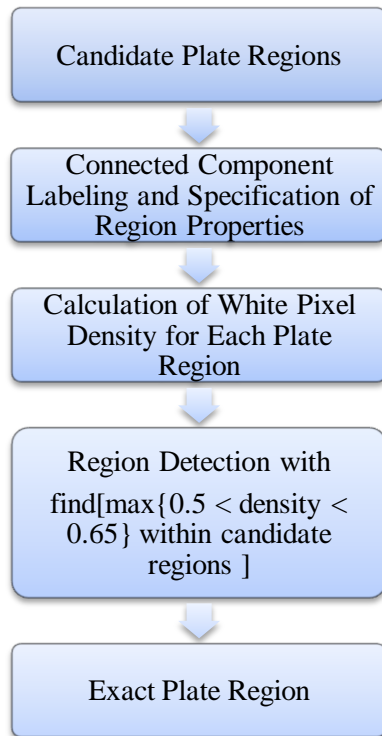 Candidate Plate Regions
Connected Component
Labeling and Specification of
Region Properties
Calculation of White Pixel
Density for Each Plate
Region
Region Detection with
find[max{0.5 < density <
0.65} within candidate
regions ]
Exact Plate Region